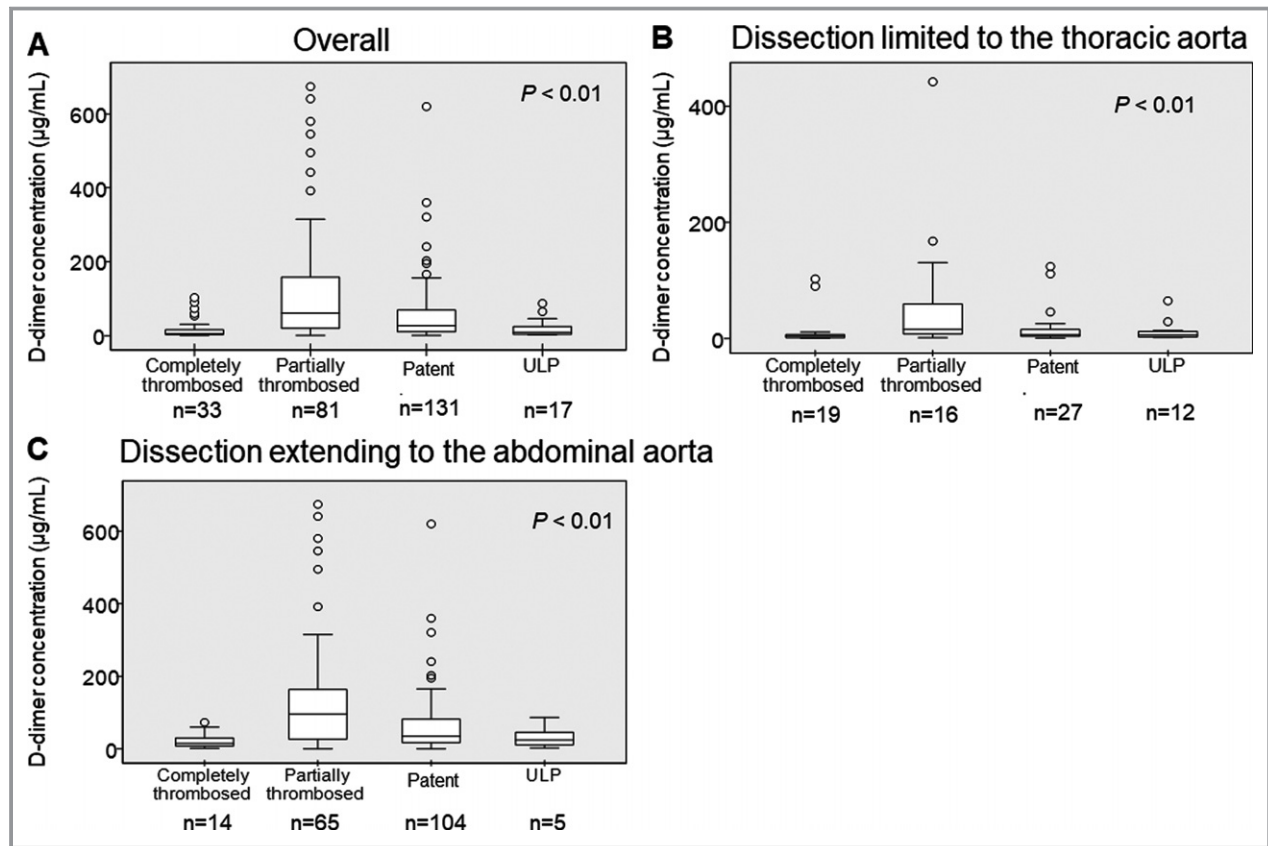 A
Overall
D-dimer concentration (µg/mL)
600
400
200
0
P < 0.01
Completely thrombosed
Partially thrombosed
Patent
ULP
n=33
n=81
n=131
n=17
B
Dissection limited to the thoracic aorta
D-dimer concentration (µg/mL)
400
200
0
P < 0.01
Completely thrombosed
Partially thrombosed
Patent
ULP
n=19
n=16
n=27
n=12
C
Dissection extending to the abdominal aorta
D-dimer concentration (µg/mL)
600
400
200
0
P < 0.01
Completely thrombosed
Partially thrombosed
Patent
ULP
n=14
n=65
n=104
n=5